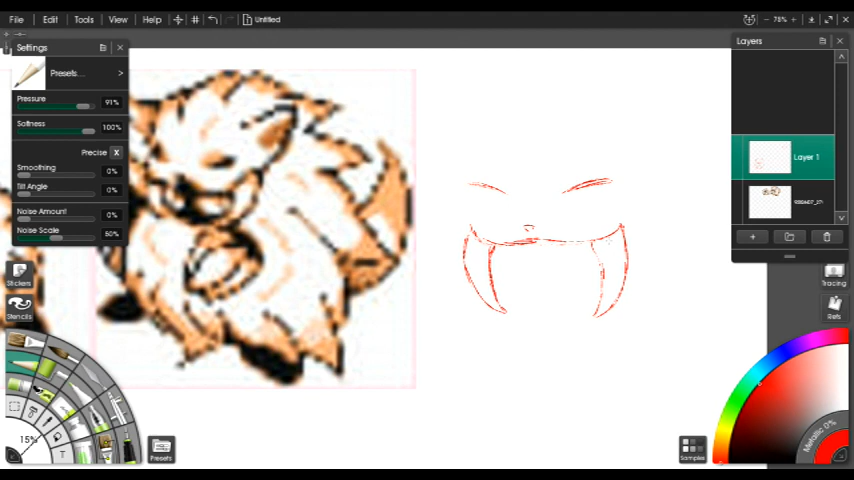 File Edit Tools View Help Untitled 78%
Settings
Presets...
Pressure 91%
Softness 100%
Precise X
Smoothing 0%
Tilt Angle 0%
Noise Amount 0%
Noise Scale 50%
Stickers
Stencils
15%
T
Presets
Layers
Layer 1
Tracing
Refs
Samples
Metallic 0%